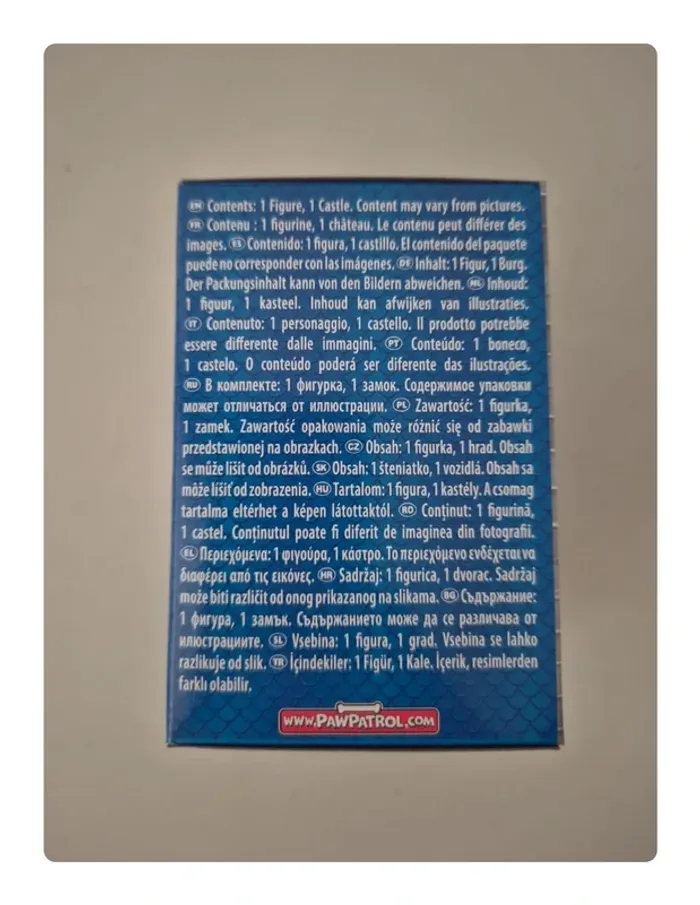 EN Contents: 1 Figure, 1 Castle. Content may vary from pictures.
FR Contenu : 1 figurine, 1 château. Le contenu peut différer des
images. ES Contenido: 1 figura, 1 castillo. El contenido del paquete
puede no corresponder con las imágenes. DE Inhalt: 1 Figur, 1 Burg.
Der Packungsinhalt kann von den Bildern abweichen. NL Inhoud:
1 figuur, 1 kasteel. Inhoud kan afwijken van illustraties.
IT Contenuto: 1 personaggio, 1 castello. Il prodotto potrebbe
essere differente dalle immagini. PT Conteúdo: 1 boneco,
1 castelo. O conteúdo poderá ser diferente das ilustrações.
RU В комплекте: 1 фигурка, 1 замок. Содержимое упаковки
может отличаться от иллюстрации. PL Zawartość: 1 figurka,
1 zamek. Zawartość opakowania może różnić się od zabawki
przedstawionej na obrazkach. CZ Obsah: 1 figurka, 1 hrad. Obsah
se může lišit od obrázků. SK Obsah: 1 šteniatko, 1 vozidlá. Obsah sa
môže líšiť od zobrazenia. HU Tartalom: 1 figura, 1 kastély. A csomag
tartalma eltérhet a képen látottaktól. RO Conținut: 1 figurină,
1 castel. Conținutul poate fi diferit de imaginea din fotografii.
EL Περιεχόμενα: 1 φιγούρα, 1 κάστρο. Το περιεχόμενο ενδέχεται να
διαφέρει από τις εικόνες. HR Sadržaj: 1 figurica, 1 dvorac. Sadržaj
može biti različit od onog prikazanog na slikama. BG Съдържание:
1 фигура, 1 замък. Съдържанието може да се различава от
илюстрациите. SL Vsebina: 1 figura, 1 grad. Vsebina se lahko
razlikuje od slik. TR İçindekiler: 1 Figür, 1 Kale. İçerik, resimlerden
farklı olabilir.
WWW.PAWPATROL.COM